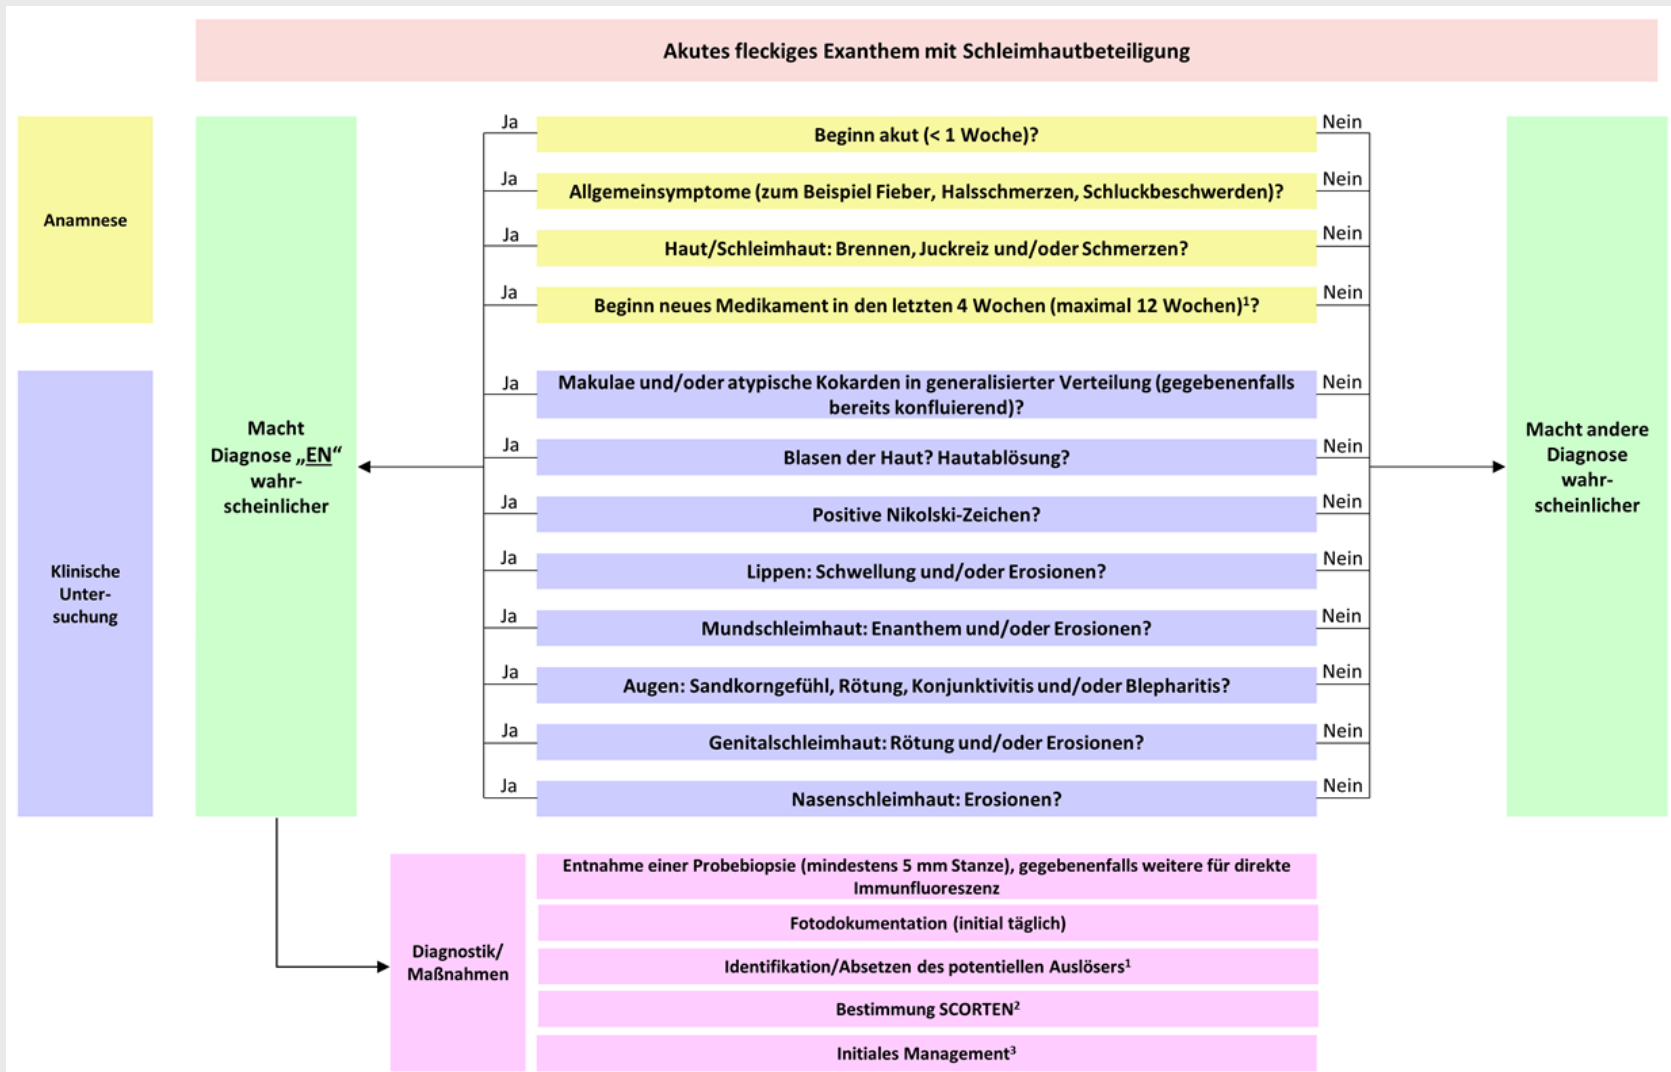 Akutes fleckiges Exanthem mit Schleimhautbeteiligung
Anamnese
Klinische
Unter-
suchung
Macht
Diagnose „EN“
wahr-
scheinlicher
Ja
Beginn akut (< 1 Woche)?
Nein
Ja
Allgemeinsymptome (zum Beispiel Fieber, Halsschmerzen, Schluckbeschwerden)?
Nein
Ja
Haut/Schleimhaut: Brennen, Juckreiz und/oder Schmerzen?
Nein
Ja
Beginn neues Medikament in den letzten 4 Wochen (maximal 12 Wochen)¹?
Nein
Ja
Makulae und/oder atypische Kokarden in generalisierter Verteilung (gegebenenfalls
bereits konfluierend)?
Nein
Ja
Blasen der Haut? Hautablösung?
Nein
Ja
Positive Nikolski-Zeichen?
Nein
Ja
Lippen: Schwellung und/oder Erosionen?
Nein
Ja
Mundschleimhaut: Enanthem und/oder Erosionen?
Nein
Ja
Augen: Sandkorngefühl, Rötung, Konjunktivitis und/oder Blepharitis?
Nein
Ja
Genitalschleimhaut: Rötung und/oder Erosionen?
Nein
Ja
Nasenschleimhaut: Erosionen?
Nein
Macht andere
Diagnose
wahr-
scheinlicher
Diagnostik/
Maßnahmen
Entnahme einer Probebiopsie (mindestens 5 mm Stanze), gegebenenfalls weitere für direkte
Immunfluoreszenz
Fotodokumentation (initial täglich)
Identifikation/Absetzen des potentiellen Auslösers¹
Bestimmung SCORTEN²
Initiales Management³